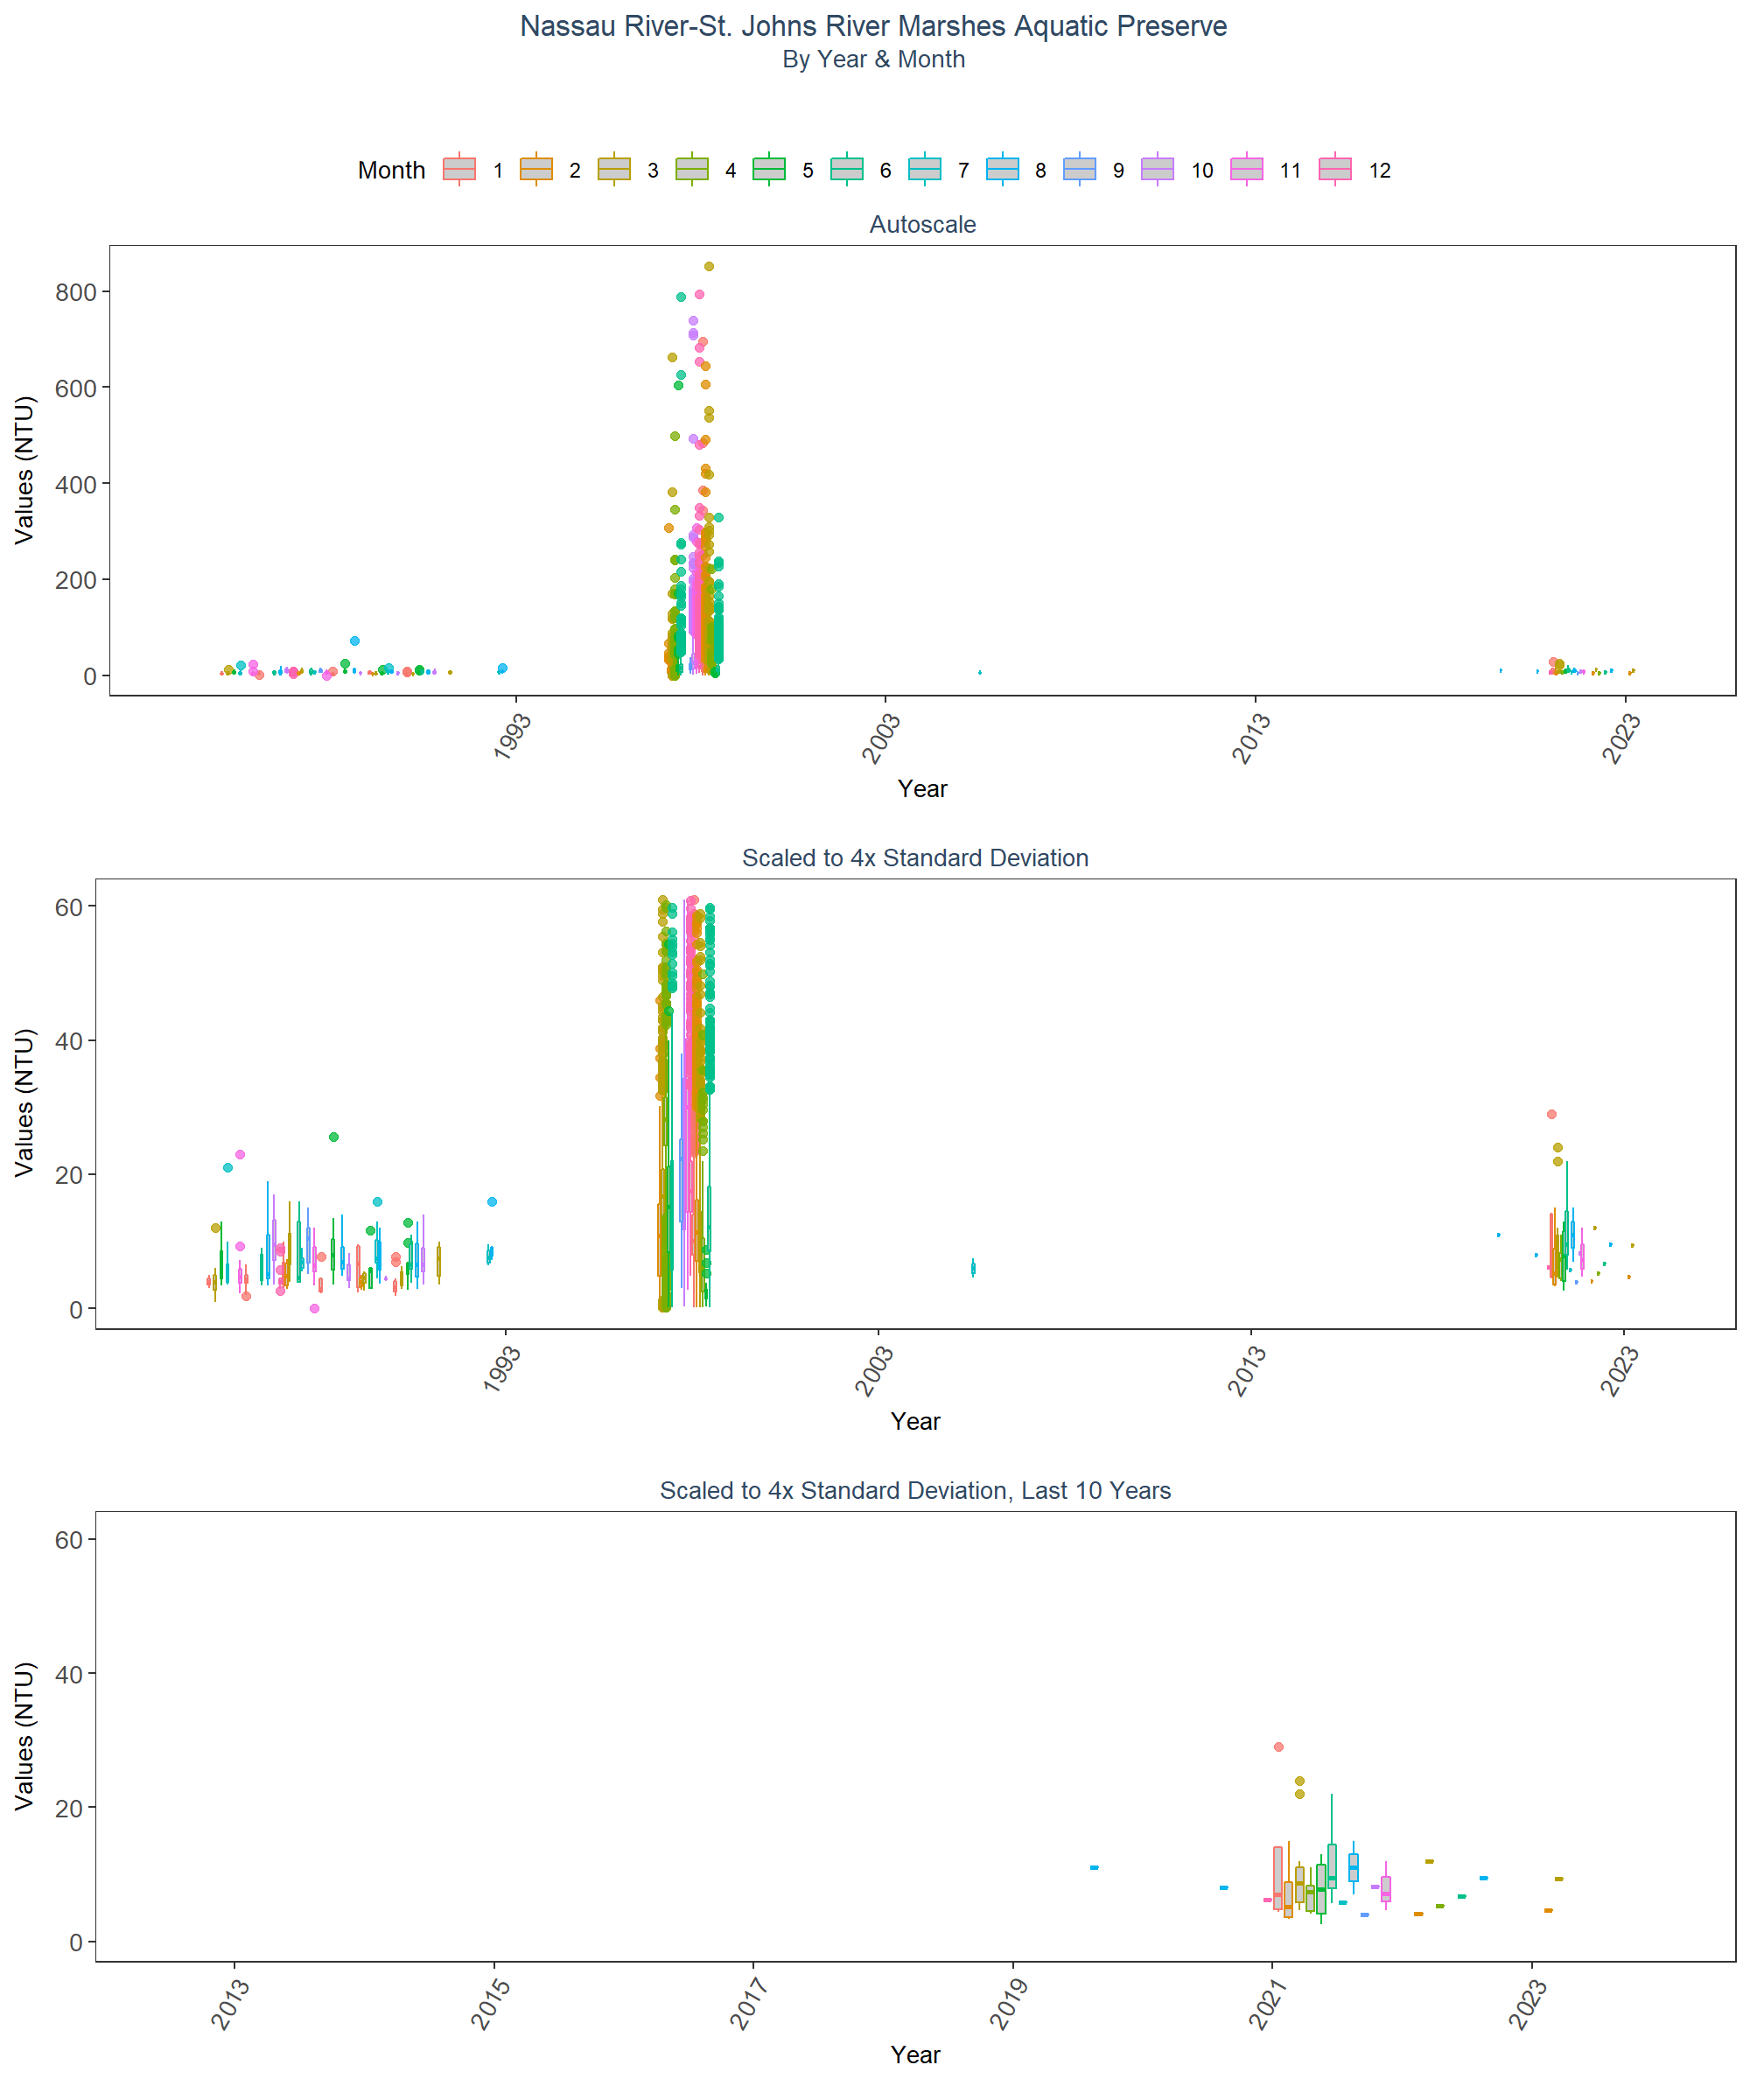 Nassau River-St. Johns River Marshes Aquatic Preserve
By Year & Month
Month 1 2 3 4 5 6 7 8 9 10 11 12
Autoscale
Values (NTU)
800
600
400
200
0
1993 2003 2013 2023
Year
Scaled to 4x Standard Deviation
Values (NTU)
60
40
20
0
1993 2003 2013 2023
Year
Scaled to 4x Standard Deviation, Last 10 Years
Values (NTU)
60
40
20
0
2013 2015 2017 2019 2021 2023
Year